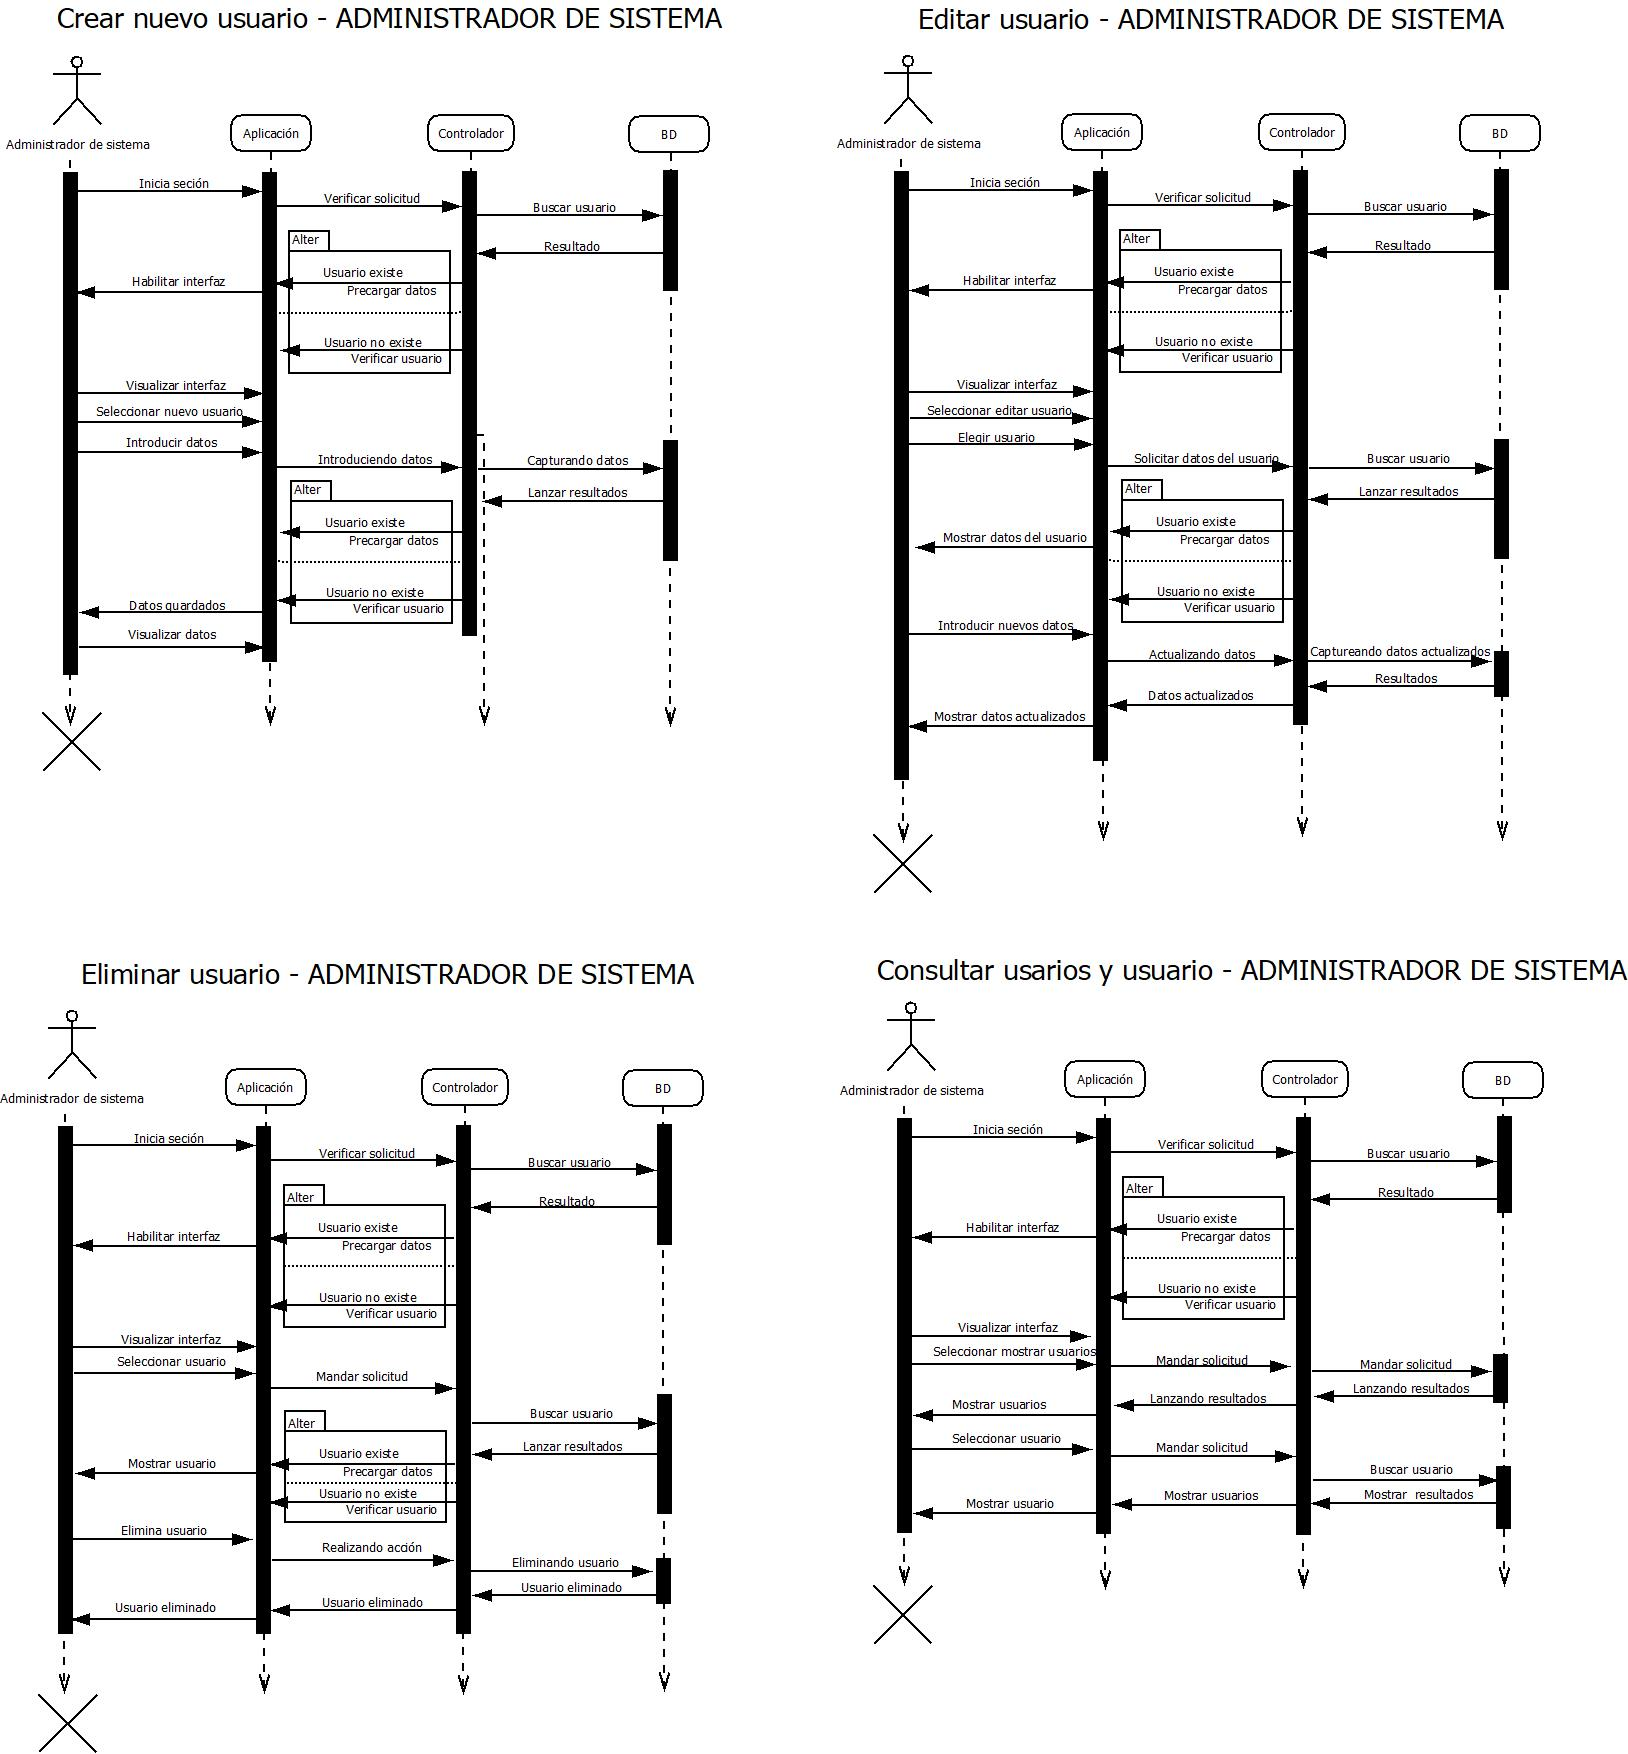 Crear nuevo usuario - ADMINISTRADOR DE SISTEMA
Administrador de sistema
Aplicación
Controlador
BD
Inicia seción
Verificar solicitud
Buscar usuario
Alter
Resultado
Usuario existe
Habilitar interfaz
Precargar datos
Usuario no existe
Verificar usuario
Visualizar interfaz
Seleccionar nuevo usuario
Introducir datos
Introduciendo datos
Capturando datos
Alter
Lanzar resultados
Usuario existe
Precargar datos
Usuario no existe
Datos guardados
Verificar usuario
Visualizar datos
Editar usuario - ADMINISTRADOR DE SISTEMA
Administrador de sistema
Aplicación
Controlador
BD
Inicia seción
Verificar solicitud
Buscar usuario
Alter
Resultado
Usuario existe
Habilitar interfaz
Precargar datos
Usuario no existe
Verificar usuario
Visualizar interfaz
Seleccionar editar usuario
Elegir usuario
Solicitar datos del usuario
Buscar usuario
Alter
Lanzar resultados
Usuario existe
Mostrar datos del usuario
Precargar datos
Usuario no existe
Verificar usuario
Introducir nuevos datos
Actualizando datos
Captureando datos actualizados
Resultados
Datos actualizados
Mostrar datos actualizados
Eliminar usuario - ADMINISTRADOR DE SISTEMA
Administrador de sistema
Aplicación
Controlador
BD
Inicia seción
Verificar solicitud
Buscar usuario
Alter
Resultado
Usuario existe
Habilitar interfaz
Precargar datos
Usuario no existe
Verificar usuario
Visualizar interfaz
Seleccionar usuario
Mandar solicitud
Buscar usuario
Alter
Lanzar resultados
Usuario existe
Mostrar usuario
Precargar datos
Usuario no existe
Verificar usuario
Elimina usuario
Realizando acción
Eliminando usuario
Usuario eliminado
Usuario eliminado
Usuario eliminado
Consultar usarios y usuario - ADMINISTRADOR DE SISTEMA
Administrador de sistema
Aplicación
Controlador
BD
Inicia seción
Verificar solicitud
Buscar usuario
Alter
Resultado
Usuario existe
Habilitar interfaz
Precargar datos
Usuario no existe
Verificar usuario
Visualizar interfaz
Seleccionar mostrar usuarios
Mandar solicitud
Mandar solicitud
Lanzando resultados
Lanzando resultados
Mostrar usuarios
Seleccionar usuario
Mandar solicitud
Buscar usuario
Mostrar resultados
Mostrar usuarios
Mostrar usuario